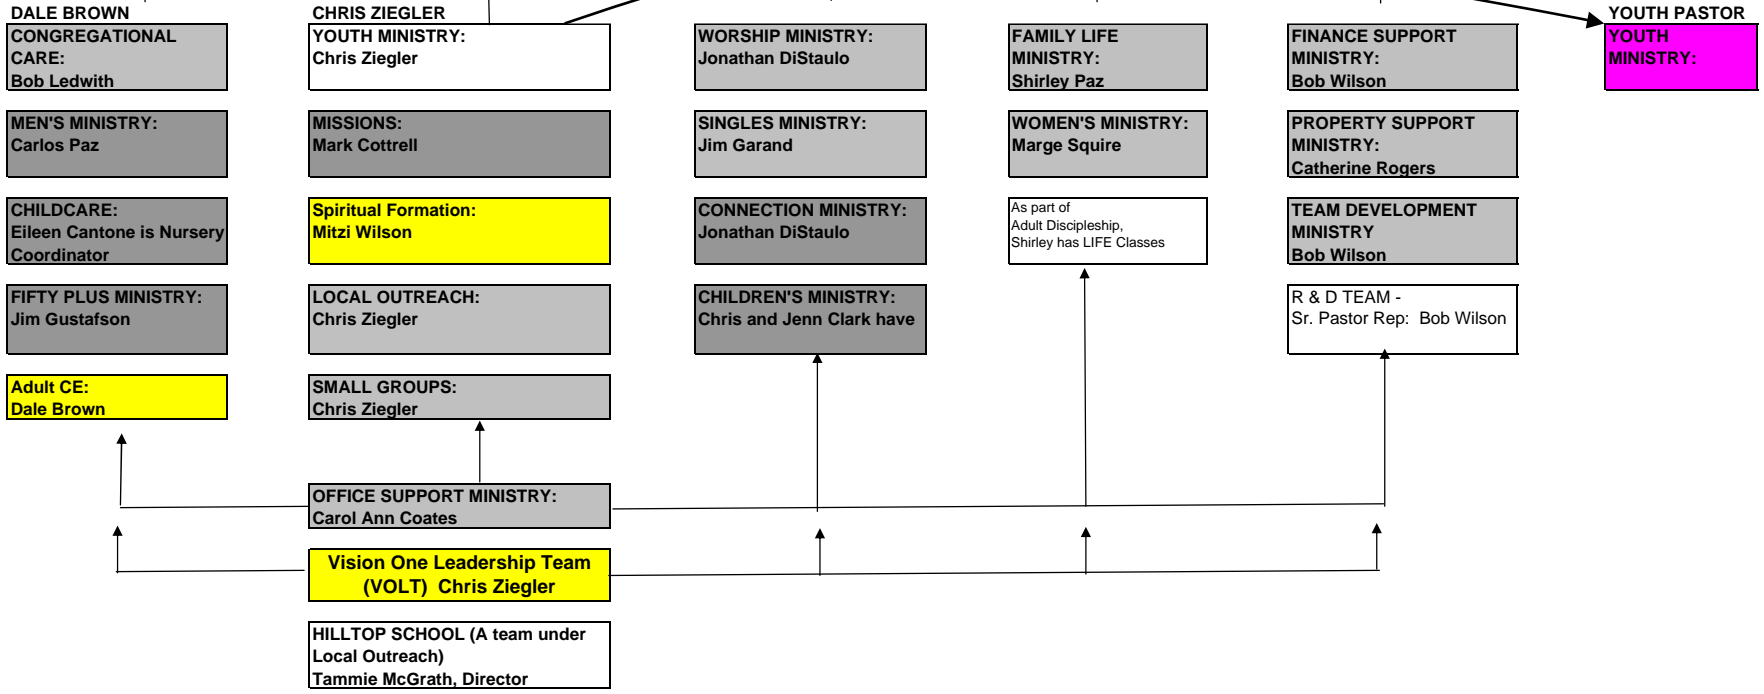 DALE BROWN
CONGREGATIONAL
CARE:
Bob Ledwith
MEN'S MINISTRY:
Carlos Paz
CHILDCARE:
Eileen Cantone is Nursery
Coordinator
FIFTY PLUS MINISTRY:
Jim Gustafson
Adult CE:
Dale Brown
CHRIS ZIEGLER
YOUTH MINISTRY:
Chris Ziegler
MISSIONS:
Mark Cottrell
Spiritual Formation:
Mitzi Wilson
LOCAL OUTREACH:
Chris Ziegler
SMALL GROUPS:
Chris Ziegler
OFFICE SUPPORT MINISTRY:
Carol Ann Coates
Vision One Leadership Team
(VOLT) Chris Ziegler
HILLTOP SCHOOL (A team under
Local Outreach)
Tammie McGrath, Director
WORSHIP MINISTRY:
Jonathan DiStaulo
SINGLES MINISTRY:
Jim Garand
CONNECTION MINISTRY:
Jonathan DiStaulo
CHILDREN'S MINISTRY:
Chris and Jenn Clark have
FAMILY LIFE
MINISTRY:
Shirley Paz
WOMEN'S MINISTRY:
Marge Squire
As part of
Adult Discipleship,
Shirley has LIFE Classes
FINANCE SUPPORT
MINISTRY:
Bob Wilson
PROPERTY SUPPORT
MINISTRY:
Catherine Rogers
TEAM DEVELOPMENT
MINISTRY
Bob Wilson
R & D TEAM -
Sr. Pastor Rep: Bob Wilson
YOUTH PASTOR
YOUTH
MINISTRY: